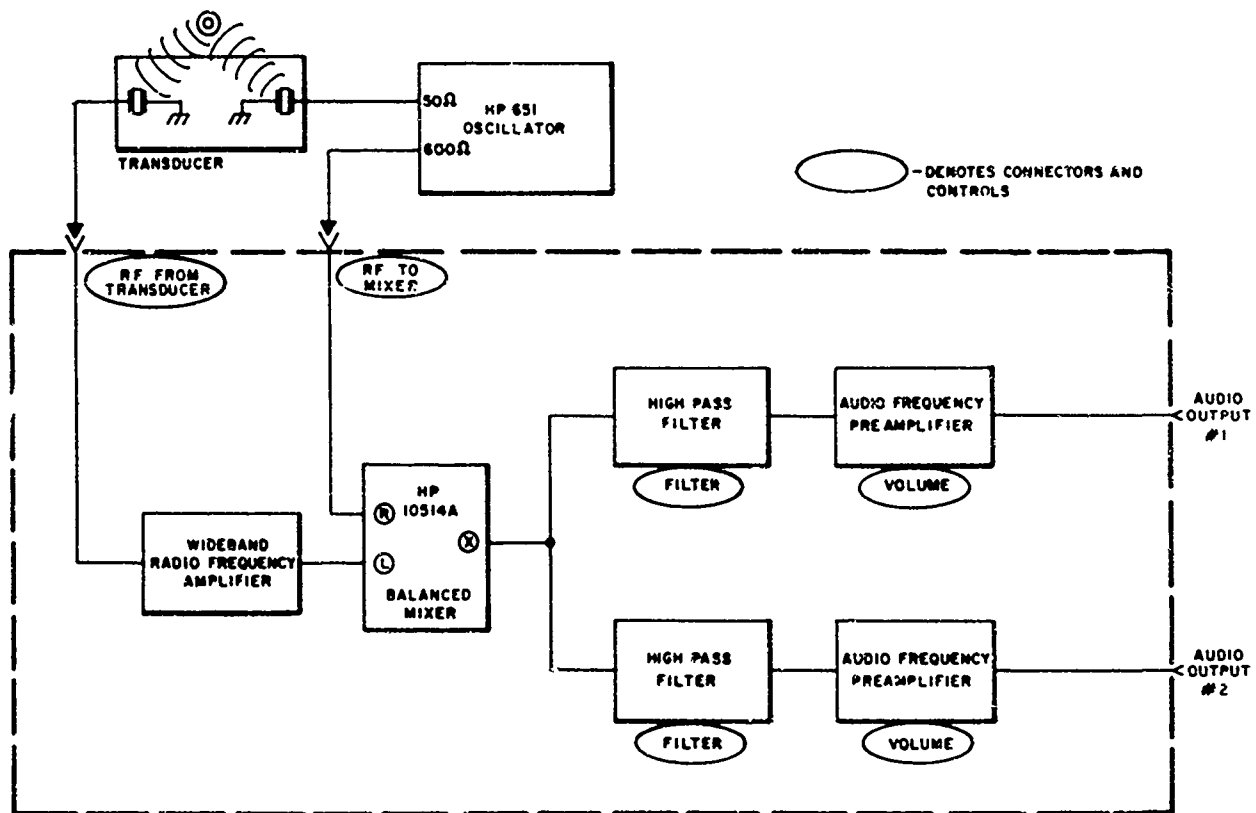 50Ω
HP 651
OSCILLATOR
600Ω
TRANSDUCER
-DENOTES CONNECTORS AND
CONTROLS
RF FROM
TRANSDUCER
RF TO
MIXER
HIGH PASS
FILTER
AUDIO FREQUENCY
PREAMPLIFIER
AUDIO
OUTPUT
#1
FILTER
VOLUME
HP
10514A
R
X
L
BALANCED
MIXER
WIDEBAND
RADIO FREQUENCY
AMPLIFIER
HIGH PASS
FILTER
AUDIO FREQUENCY
PREAMPLIFIER
AUDIO
OUTPUT
#2
FILTER
VOLUME